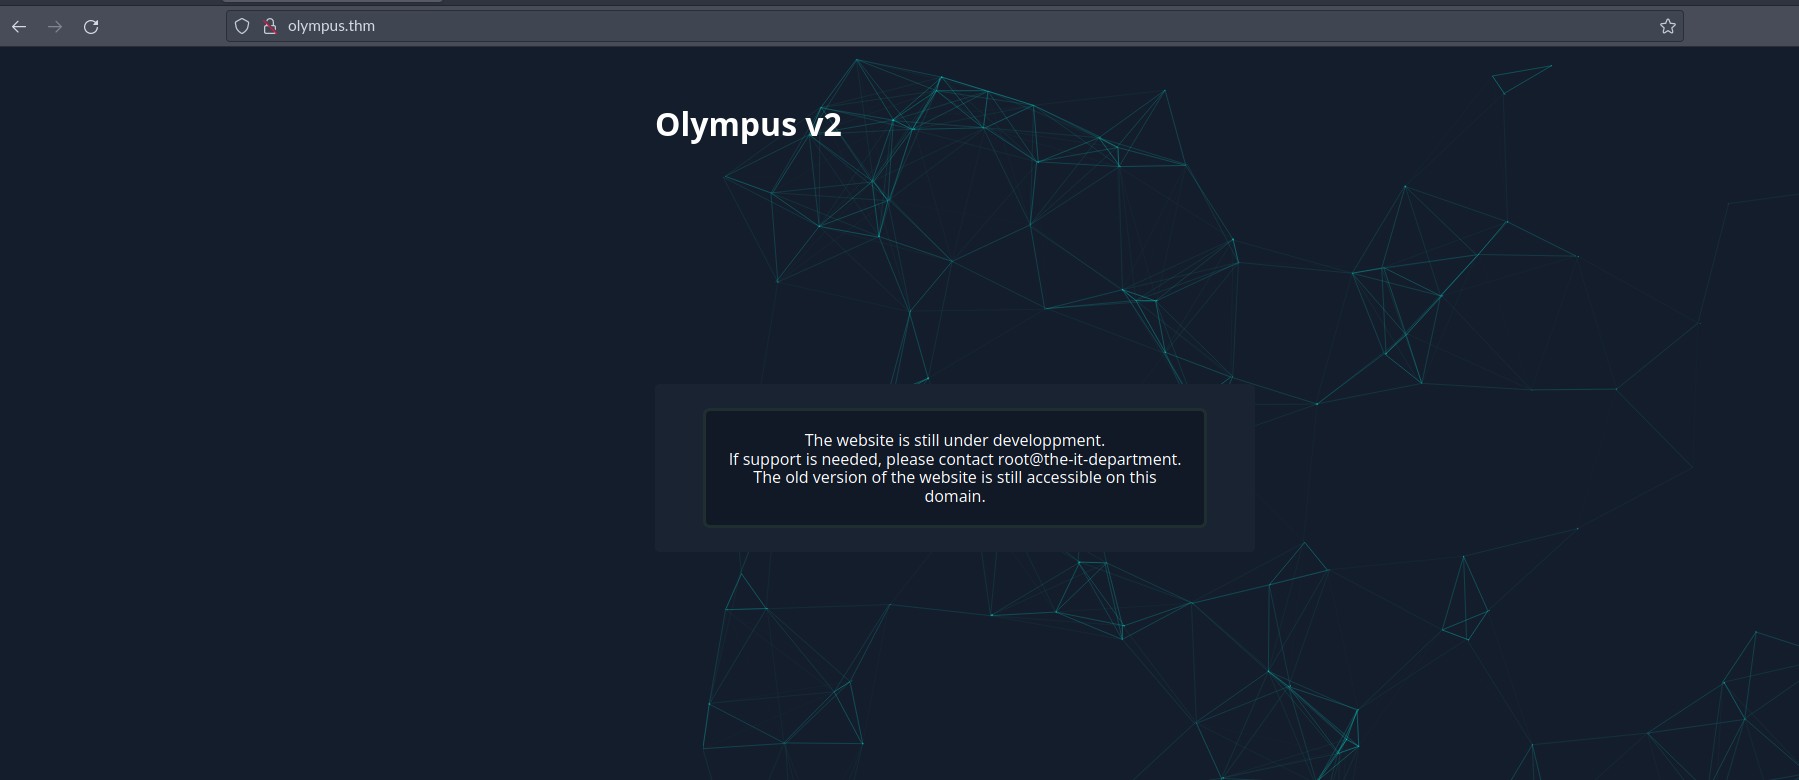 olympus.thm
Olympus v2
The website is still under developpment.
If support is needed, please contact root@the-it-department.
The old version of the website is still accessible on this
domain.